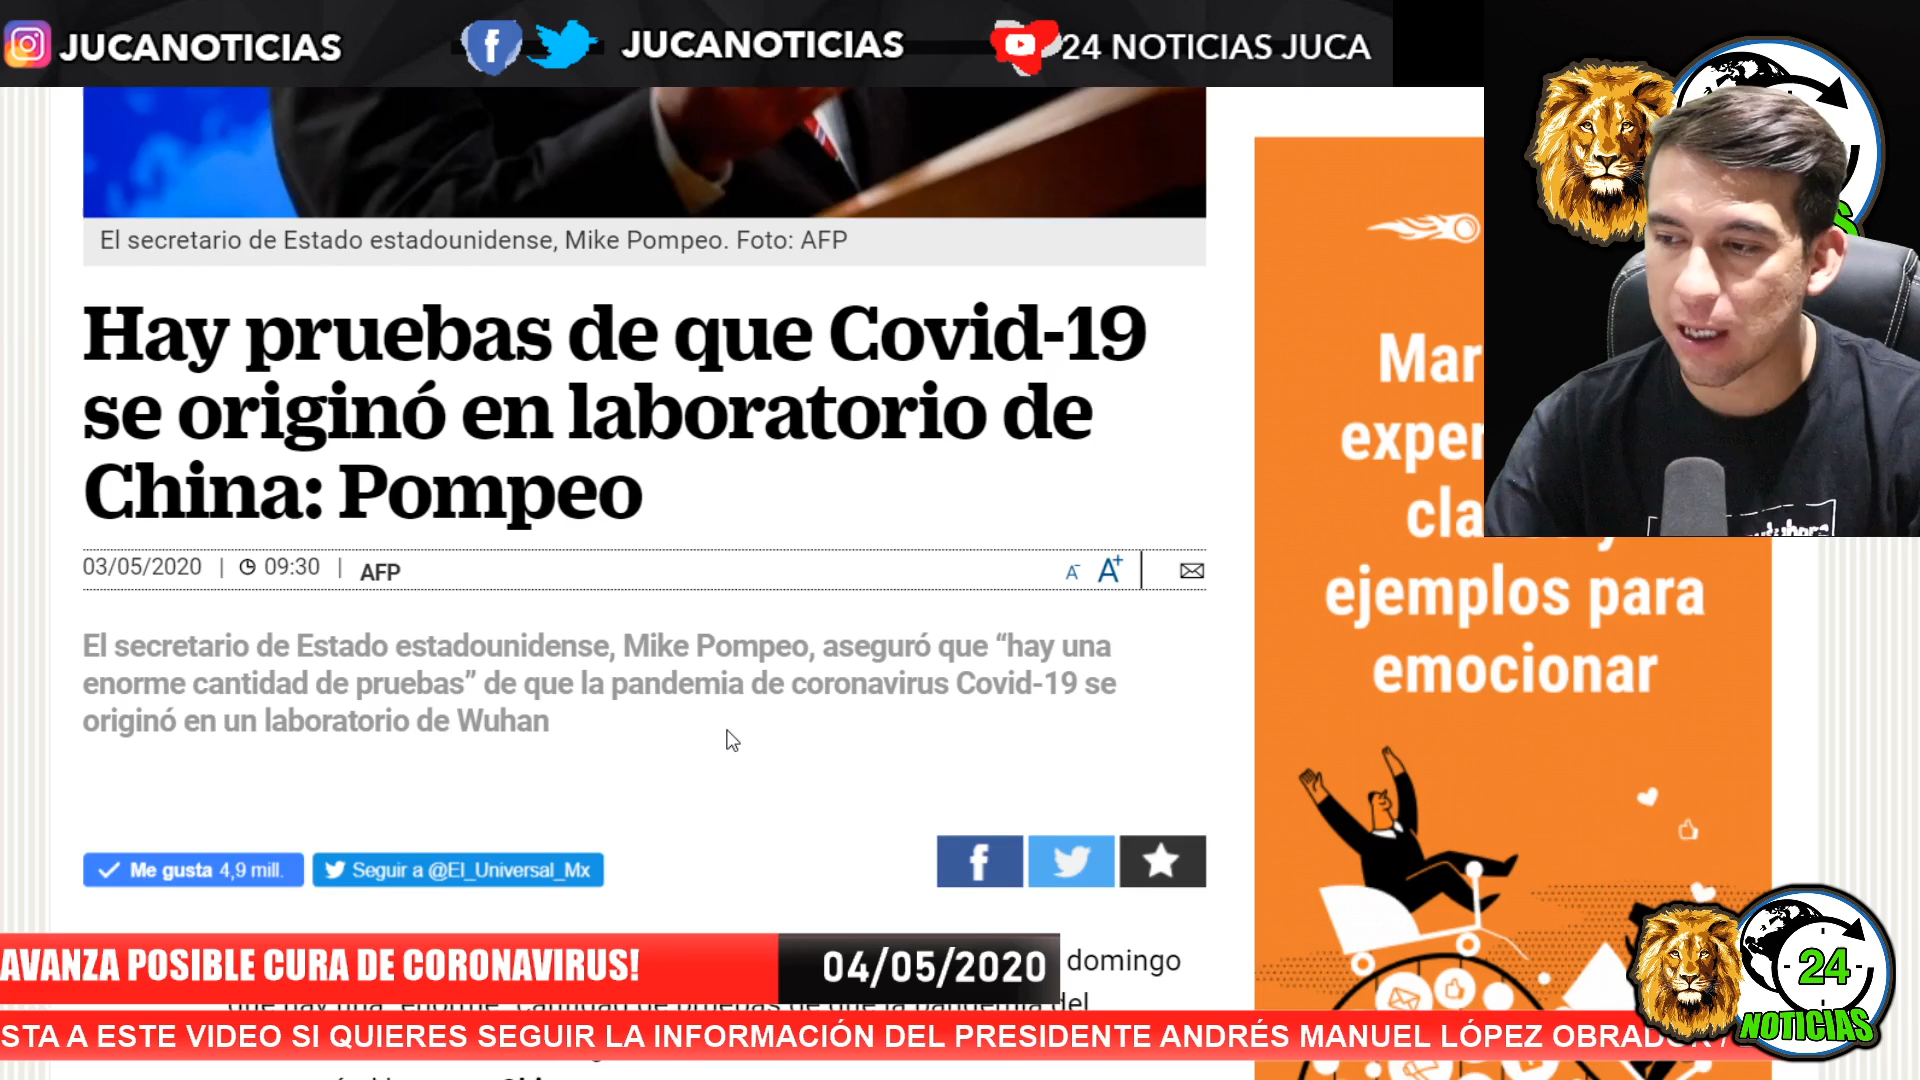 JUCANOTICIAS
JUCANOTICIAS
24 NOTICIAS JUCA
El secretario de Estado estadounidense, Mike Pompeo. Foto: AFP
Hay pruebas de que Covid-19
se originó en laboratorio de
China: Pompeo
03/05/2020 | 09:30 | AFP
A- A+
El secretario de Estado estadounidense, Mike Pompeo, aseguró que “hay una
enorme cantidad de pruebas” de que la pandemia de coronavirus Covid-19 se
originó en un laboratorio de Wuhan
Me gusta 4,9 mill.
Seguir a @El_Universal_Mx
ejemplos para
emocionar
domingo
AVANZA POSIBLE CURA DE CORONAVIRUS!
04/05/2020
STA A ESTE VIDEO SI QUIERES SEGUIR LA INFORMACIÓN DEL PRESIDENTE ANDRÉS MANUEL LÓPEZ OBRADOR
24
NOTICIAS